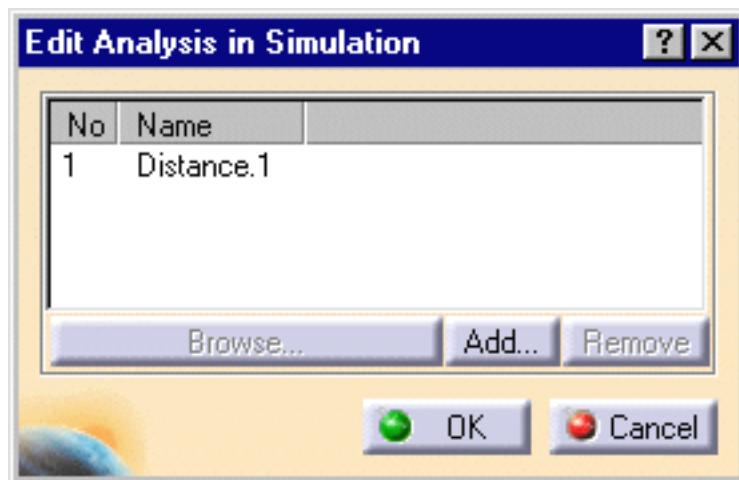 Edit Analysis in Simulation ? X
No Name
1 Distance.1
Browse... Add... Remove
OK Cancel